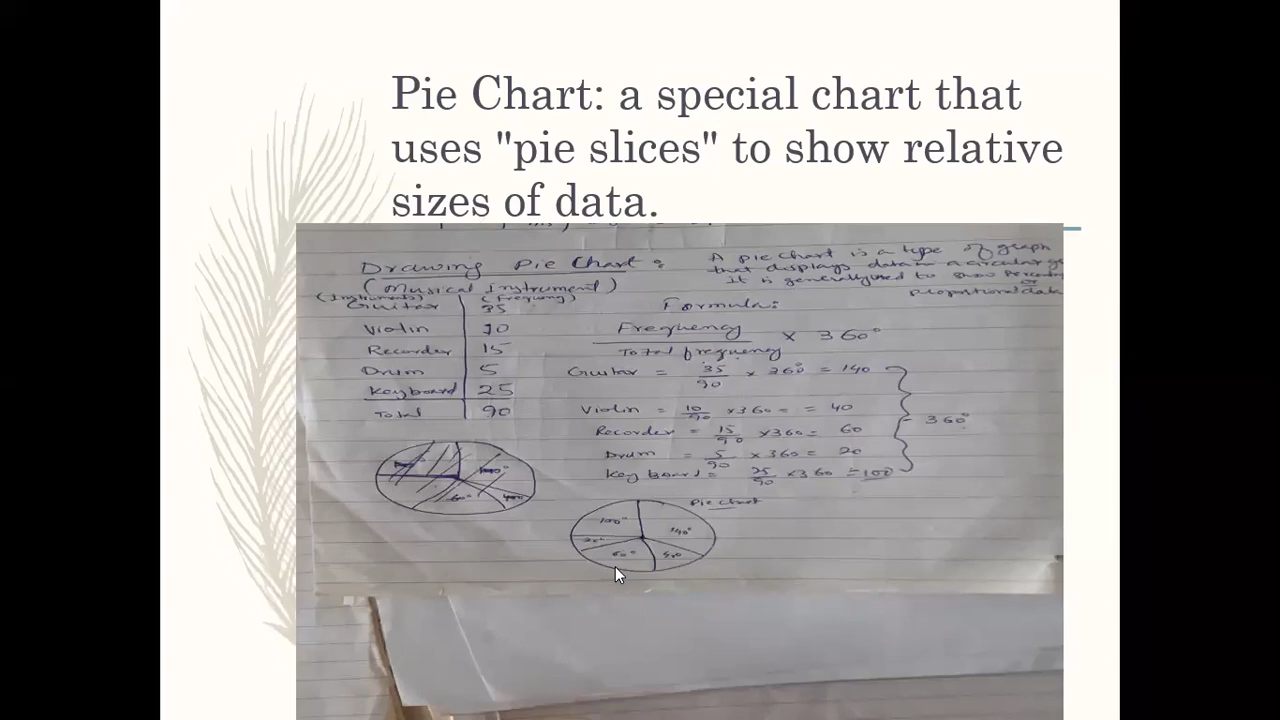 Pie Chart: a special chart that
uses "pie slices" to show relative
sizes of data.
Drawing Pie Chart:
(Musical Instrument)
A pie chart is a type of graph
that displays data in a circular
It is generally used to show
proportional data
(Instruments) (Frequency)
Guitar 35
Violin 10
Recorder 15
Drum 5
Keyboard 25
Total 90
Formula:
Frequency
Total frequency
× 360°
Guitar = 35/90 × 360° = 140
Violin = 10/90 × 360 = = 40
Recorder = 15/90 × 360 = 60
Drum = 5/90 × 360 = 20
Key board = 25/90 × 360 = 100
360°
60°
Pie chart
100°
140°
20°
60°
40